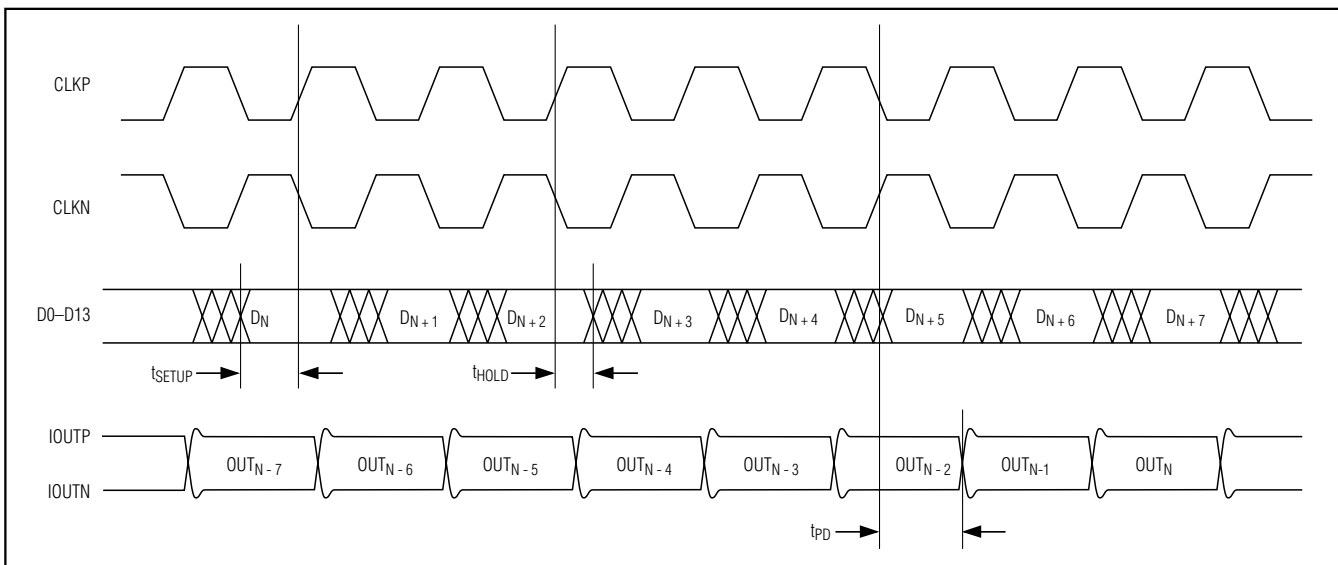 CLKP
CLKN
D0–D13
DN
DN + 1
DN + 2
DN + 3
DN + 4
DN + 5
DN + 6
DN + 7
tSETUP
tHOLD
IOUTP
IOUTN
OUTN - 7
OUTN - 6
OUTN - 5
OUTN - 4
OUTN - 3
OUTN - 2
OUTN-1
OUTN
tPD